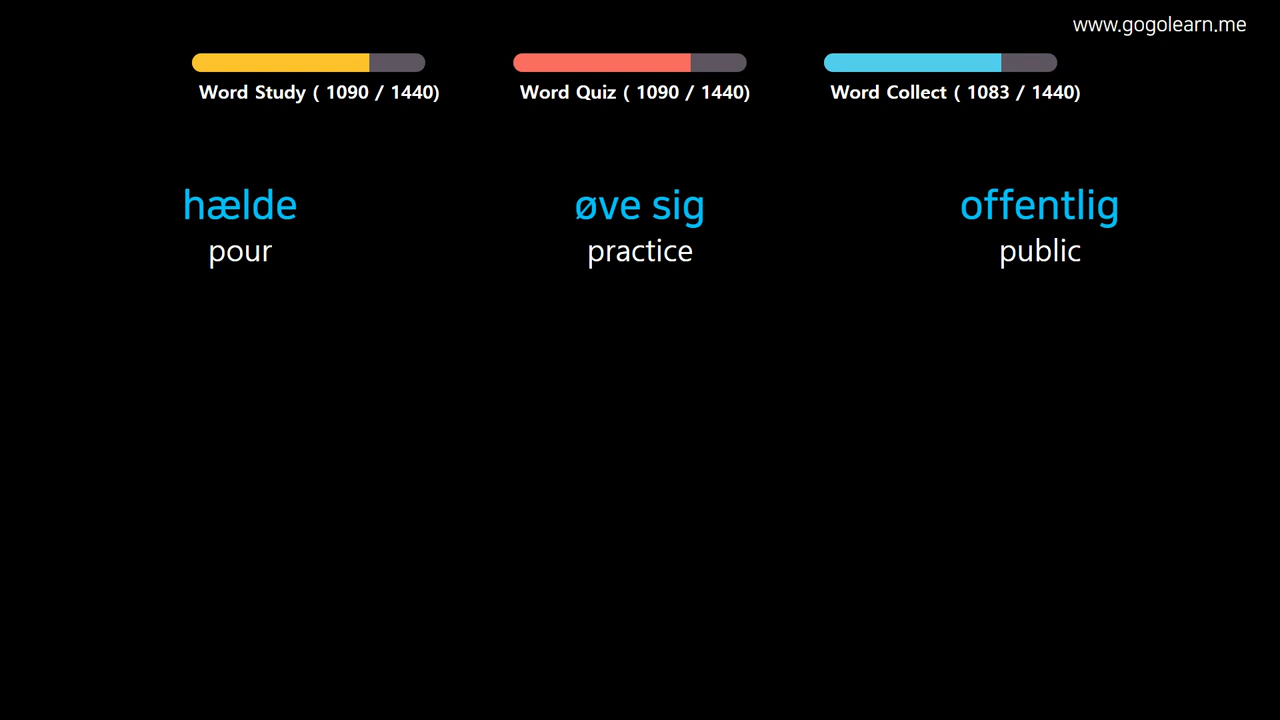 www.gogolearn.me
Word Study ( 1090 / 1440)
Word Quiz ( 1090 / 1440)
Word Collect ( 1083 / 1440)
hælde
pour
øve sig
practice
offentlig
public